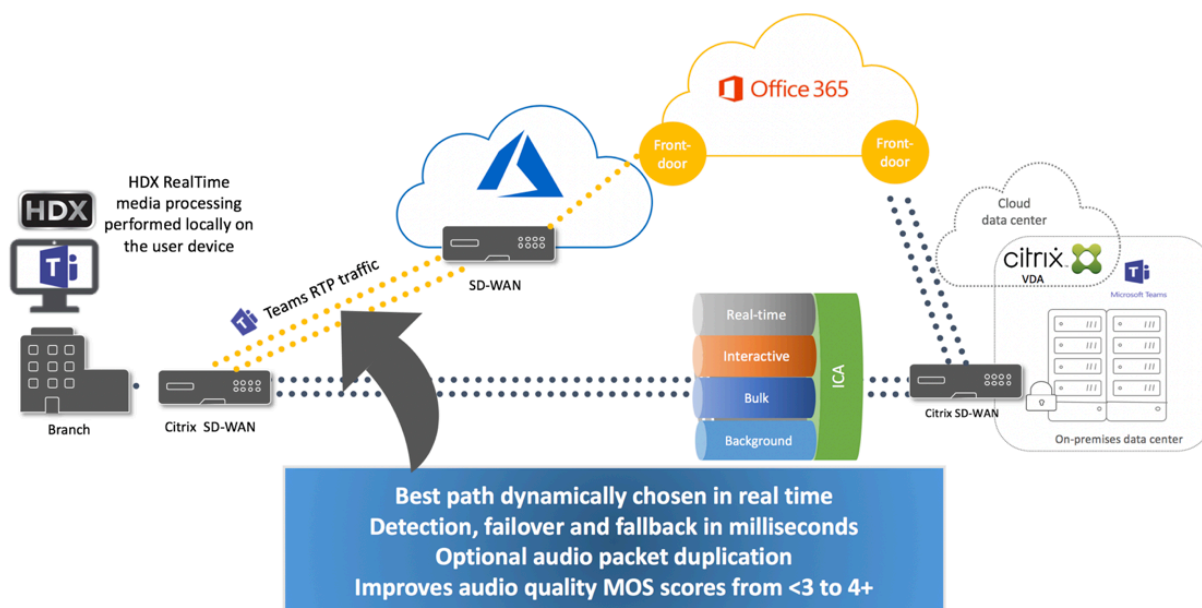 Office 365
Front-
door
Front-
door
HDX
HDX RealTime
media processing
performed locally on
the user device
T
SD-WAN
Cloud
data center
citrix
VDA
T
Microsoft Teams
T
Teams RTP traffic
Real-time
Interactive
Bulk
Background
ICA
Branch
Citrix SD-WAN
Citrix SD-WAN
On-premises data center
Best path dynamically chosen in real time
Detection, failover and fallback in milliseconds
Optional audio packet duplication
Improves audio quality MOS scores from <3 to 4+